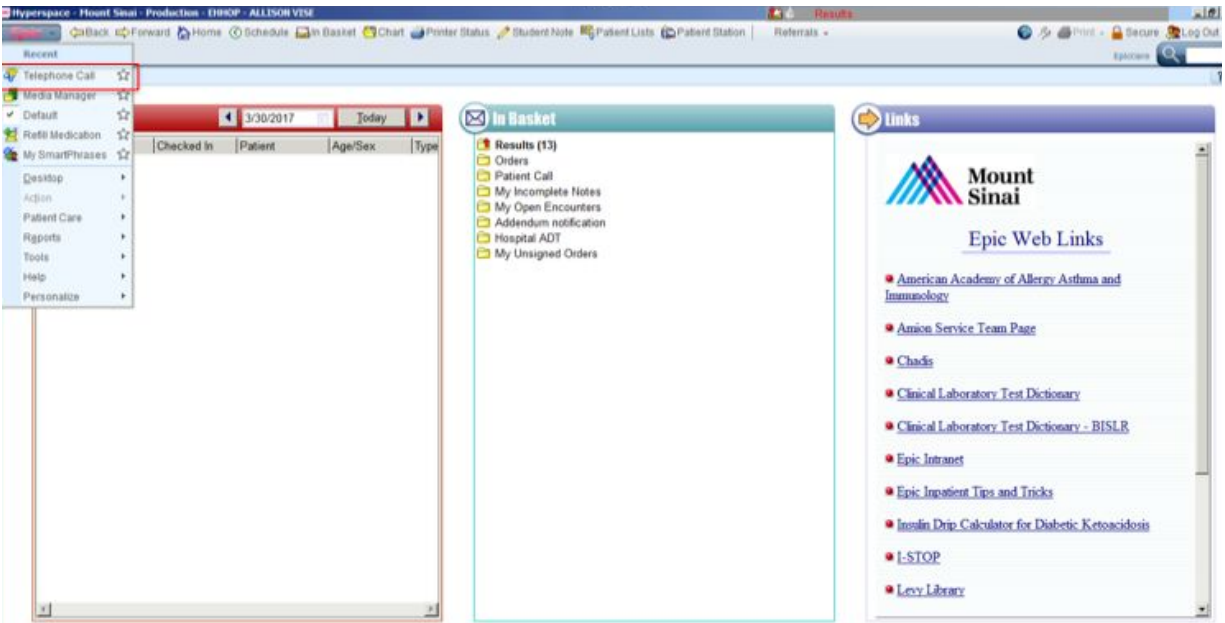 Hyperspace - Mount Sinai - Production - EHHOP - ALLISON VISE
Results
Epic Back Forward Home Schedule In Basket Chart Printer Status Student Note Patient Lists Patient Station Referrals Print Secure Log Out
Recent
EpicCare
Telephone Call
Media Manager
Default
Refill Medication
My SmartPhrases
Desktop
Action
Patient Care
Reports
Tools
Help
Personalize
?
3/30/2017 Today
Checked In Patient Age/Sex Type
In Basket
Results (13)
Orders
Patient Call
My Incomplete Notes
My Open Encounters
Addendum notification
Hospital ADT
My Unsigned Orders
Links
Mount
Sinai
Epic Web Links
American Academy of Allergy Asthma and
Immunology
Amion Service Team Page
Chadis
Clinical Laboratory Test Dictionary
Clinical Laboratory Test Dictionary - BISLR
Epic Intranet
Epic Inpatient Tips and Tricks
Insulin Drip Calculator for Diabetic Ketoacidosis
I-STOP
Levy Library